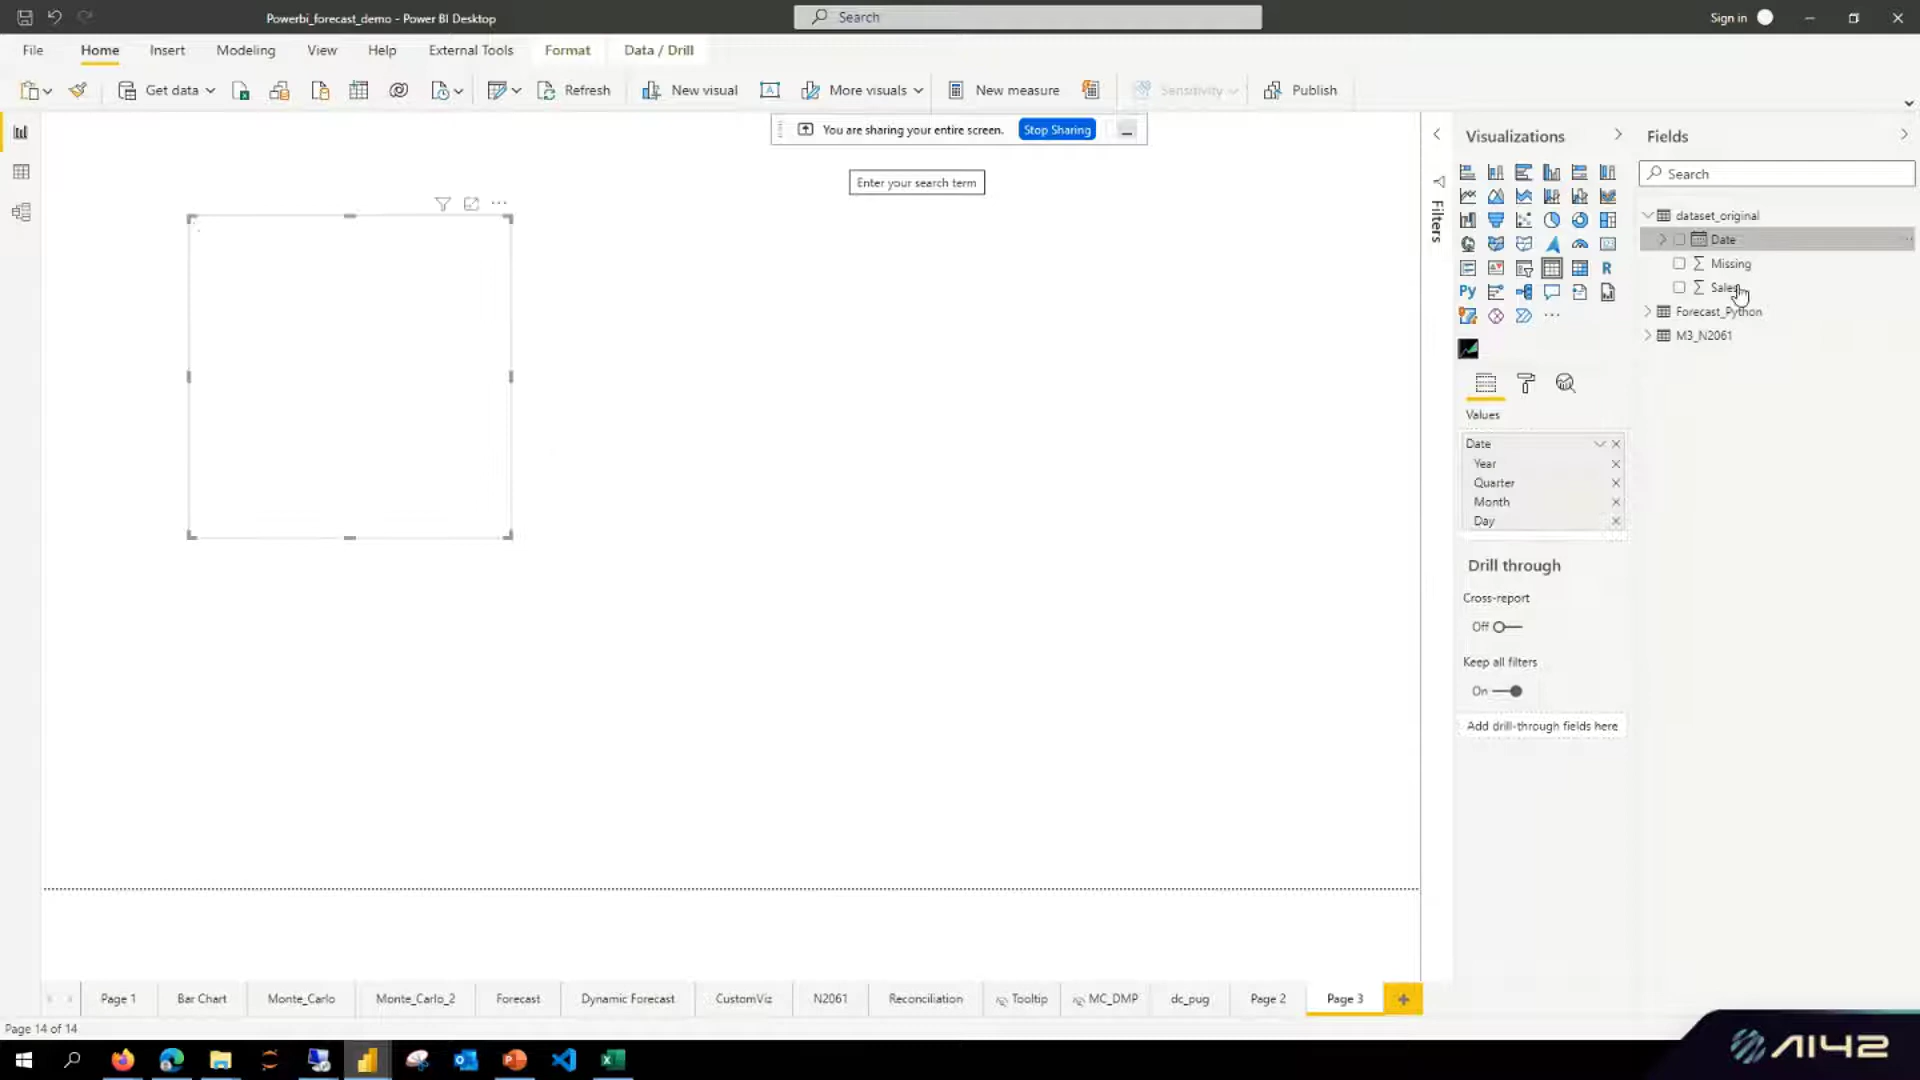 Powerbi_forecast_demo - Power BI Desktop
Search
Sign in
File
Home
Insert
Modeling
View
Help
External Tools
Format
Data / Drill
Get data
Refresh
New visual
More visuals
New measure
Sensitivity
Publish
You are sharing your entire screen.
Stop Sharing
Enter your search term
Filters
Visualizations
R
Py
Values
Date
Year
Quarter
Month
Day
Drill through
Cross-report
Off
Keep all filters
On
Add drill-through fields here
Fields
Search
dataset_original
Date
Missing
Sales
Forecast_Python
M3_N2061
Page 1
Bar Chart
Monte_Carlo
Monte_Carlo_2
Forecast
Dynamic Forecast
CustomViz
N2061
Reconciliation
Tooltip
MC_DMP
dc_pug
Page 2
Page 3
Page 14 of 14
AI42